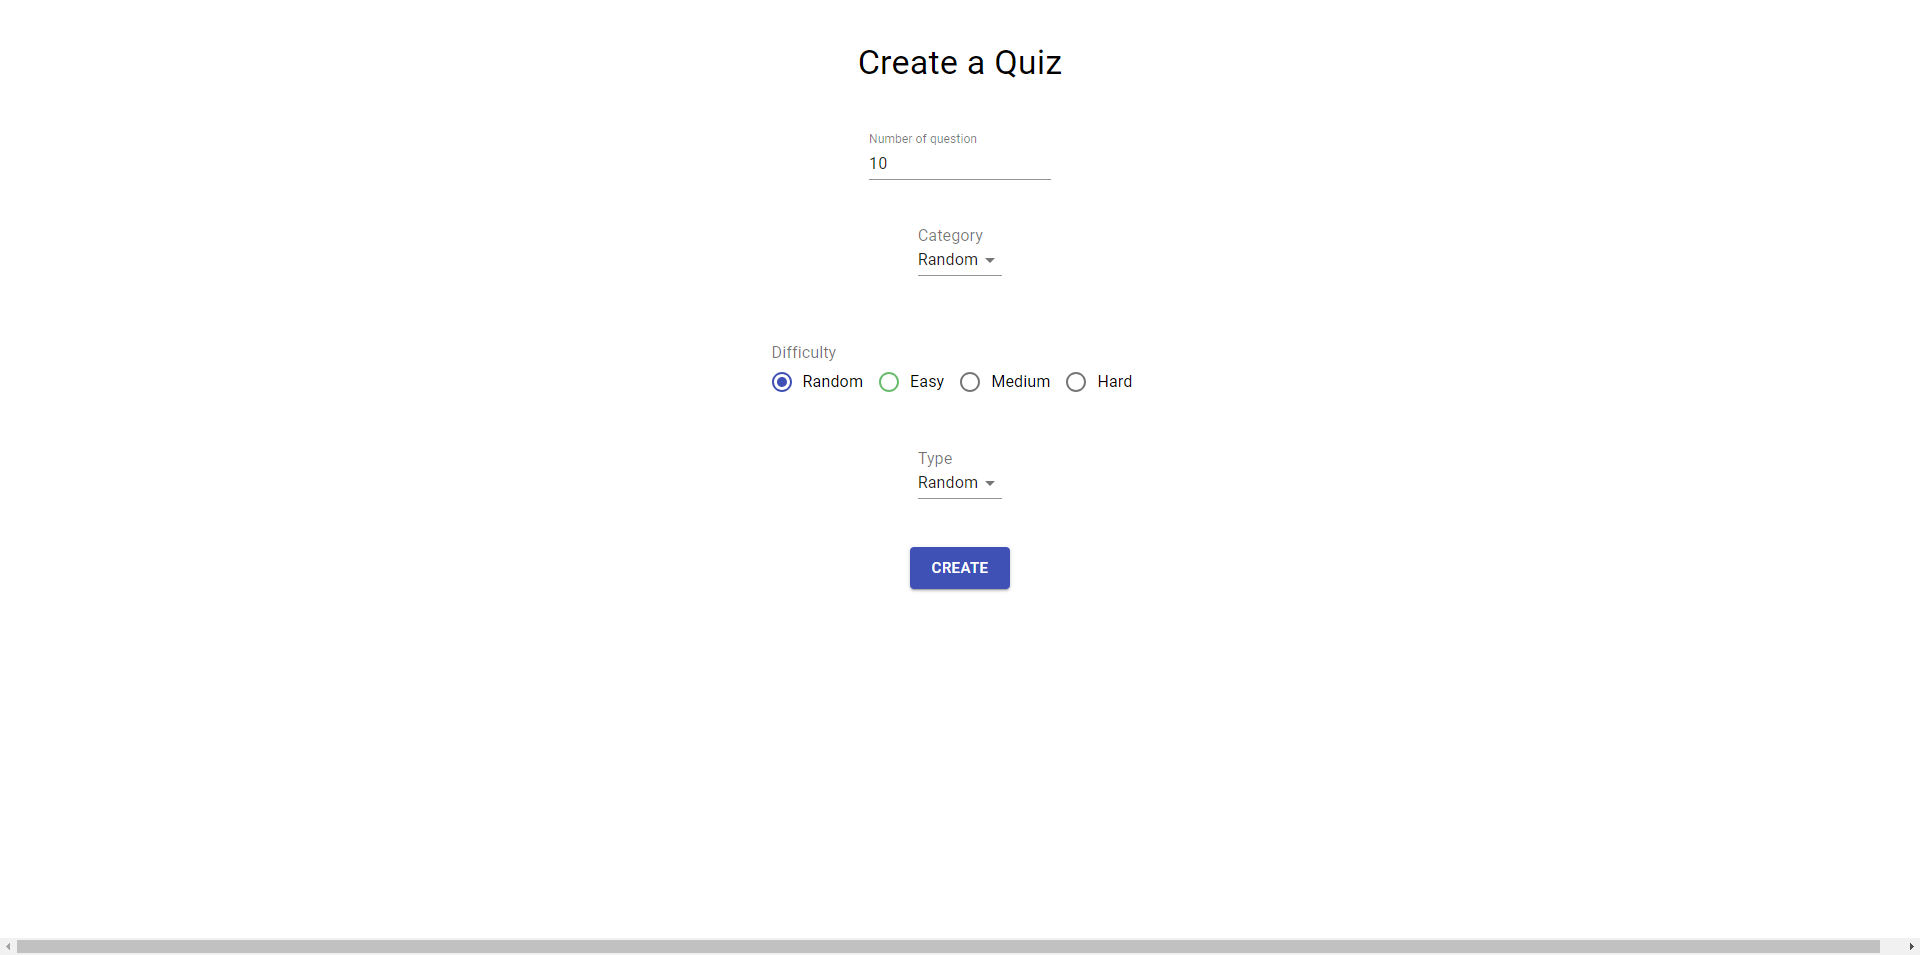 Create a Quiz
Number of question
10
Category
Random
Difficulty
Random Easy Medium Hard
Type
Random
CREATE